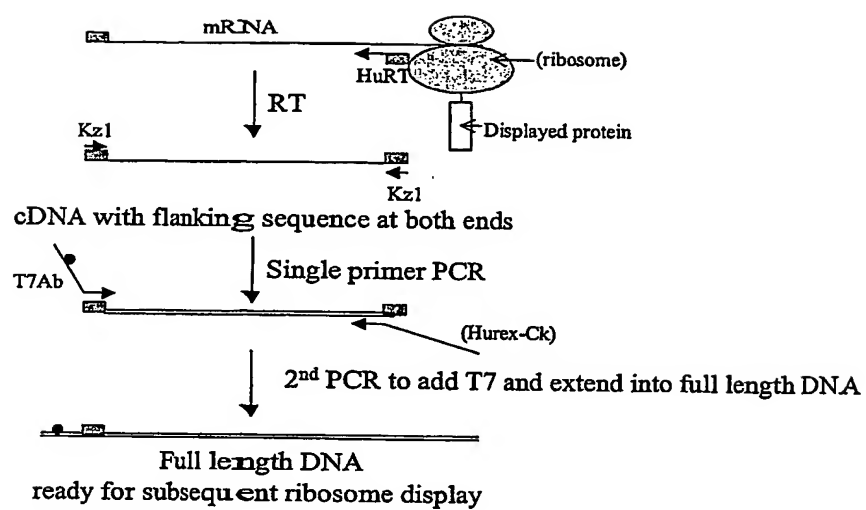 mRNA
(ribosome)
HuRT
RT
Displayed protein
Kz1
Kz1
cDNA with flanking sequence at both ends
Single primer PCR
T7Ab
(Hurex-Ck)
2nd PCR to add T7 and extend into full length DNA
Full length DNA
ready for subsequent ribosome display